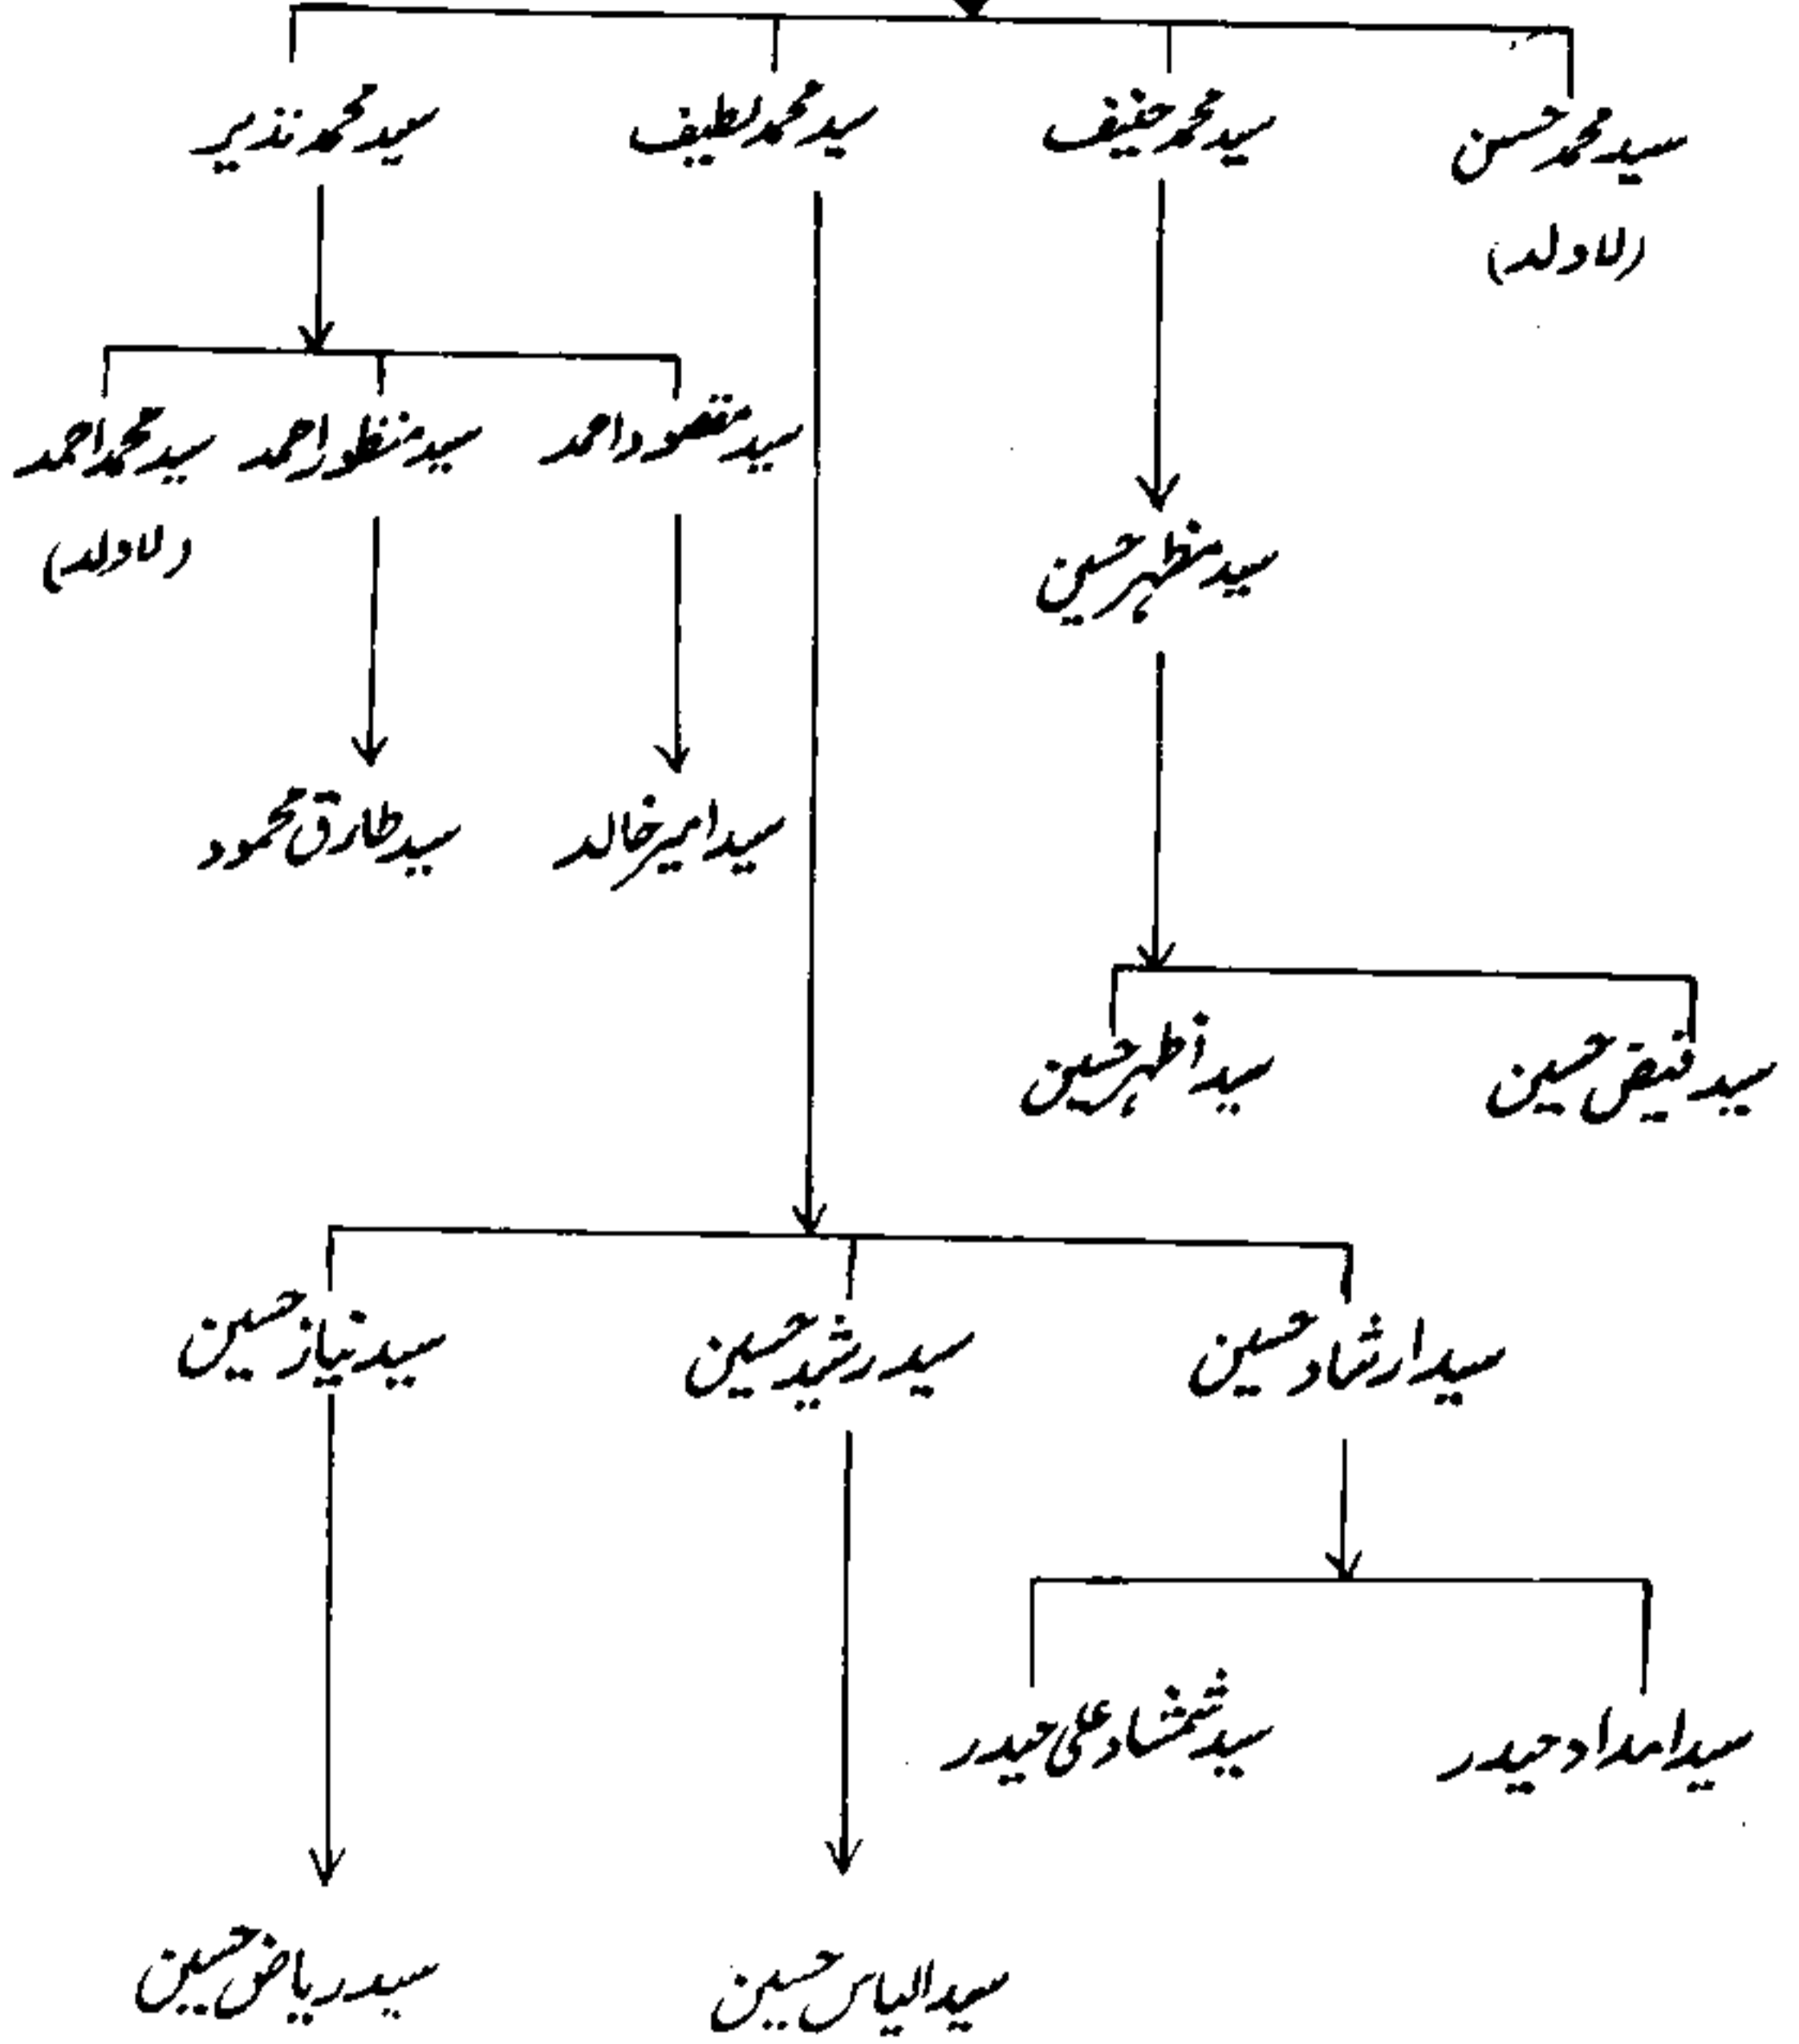 سید محمد حسن سید محمد حنیف سید محمد لطیف سید محمد نذیر
(لاولد)
سید مقصود احمد سید منظور احمد سید محمد احمد
سید مظہر حسین (لاولد)
سید امیر خالد سید طارق محمود
سید فیض حسین سید اظہر حسین
سید ارشاد حسین سید رشید حسین سید نیاز حسین
سید امداد حیدر سید شمشاد علی حیدر
سید الیاس حسین سید ریاض حسین